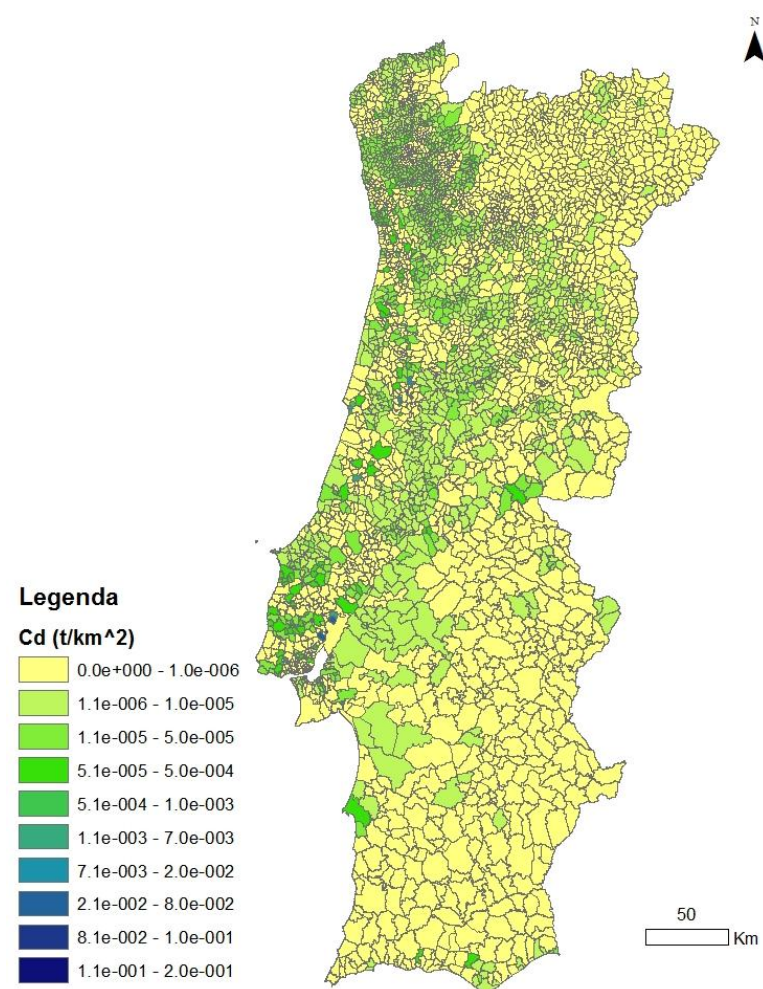 N
Legenda
Cd (t/km^2)
0.0e+000 - 1.0e-006
1.1e-006 - 1.0e-005
1.1e-005 - 5.0e-005
5.1e-005 - 5.0e-004
5.1e-004 - 1.0e-003
1.1e-003 - 7.0e-003
7.1e-003 - 2.0e-002
2.1e-002 - 8.0e-002
8.1e-002 - 1.0e-001
1.1e-001 - 2.0e-001
50
Km